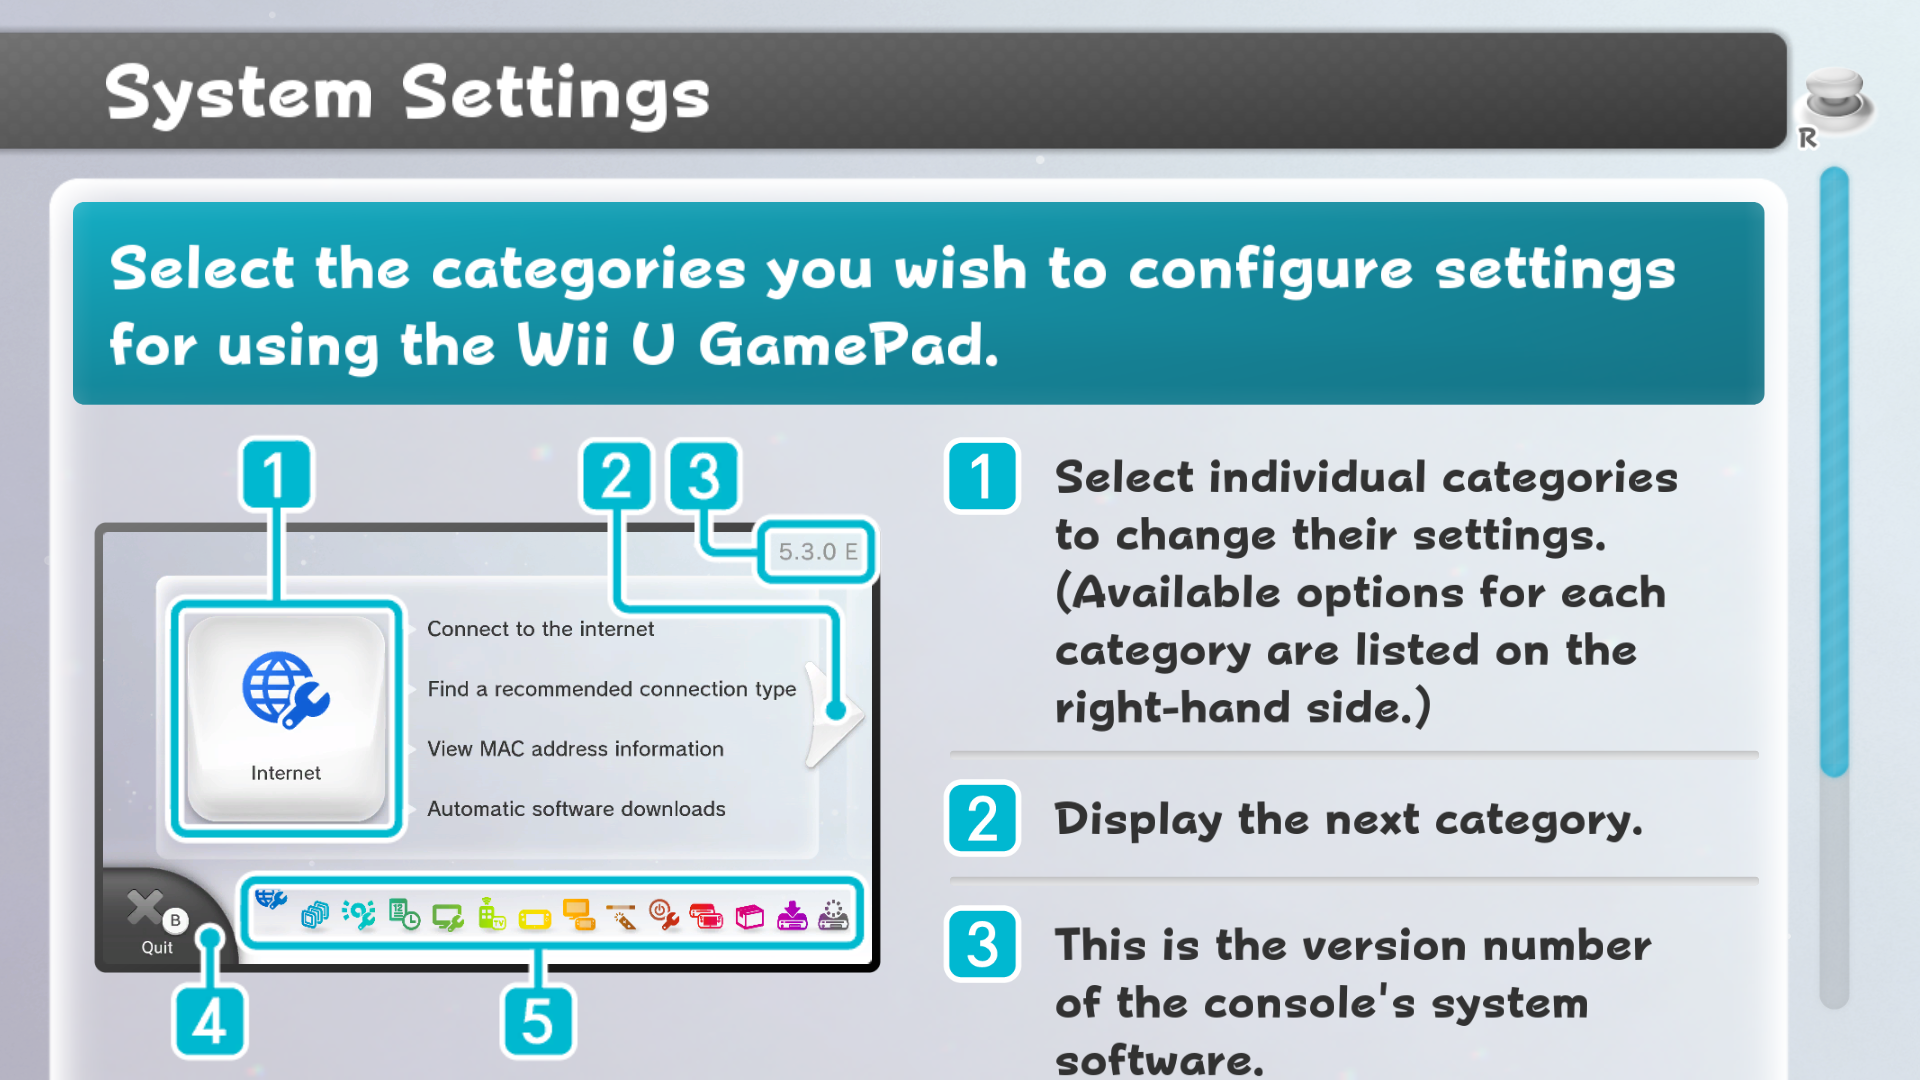 System Settings
R
Select the categories you wish to configure settings
for using the Wii U GamePad.
1
2
3
5.3.0 E
Connect to the internet
Find a recommended connection type
View MAC address information
Automatic software downloads
Internet
12
TV
B
Quit
4
5
1
Select individual categories
to change their settings.
(Available options for each
category are listed on the
right-hand side.)
2
Display the next category.
3
This is the version number
of the console's system
software.